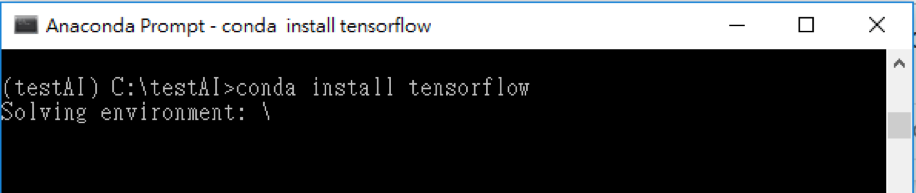 Anaconda Prompt - conda  install tensorflow
(testAI) C:\testAI>conda install tensorflow
Solving environment: \